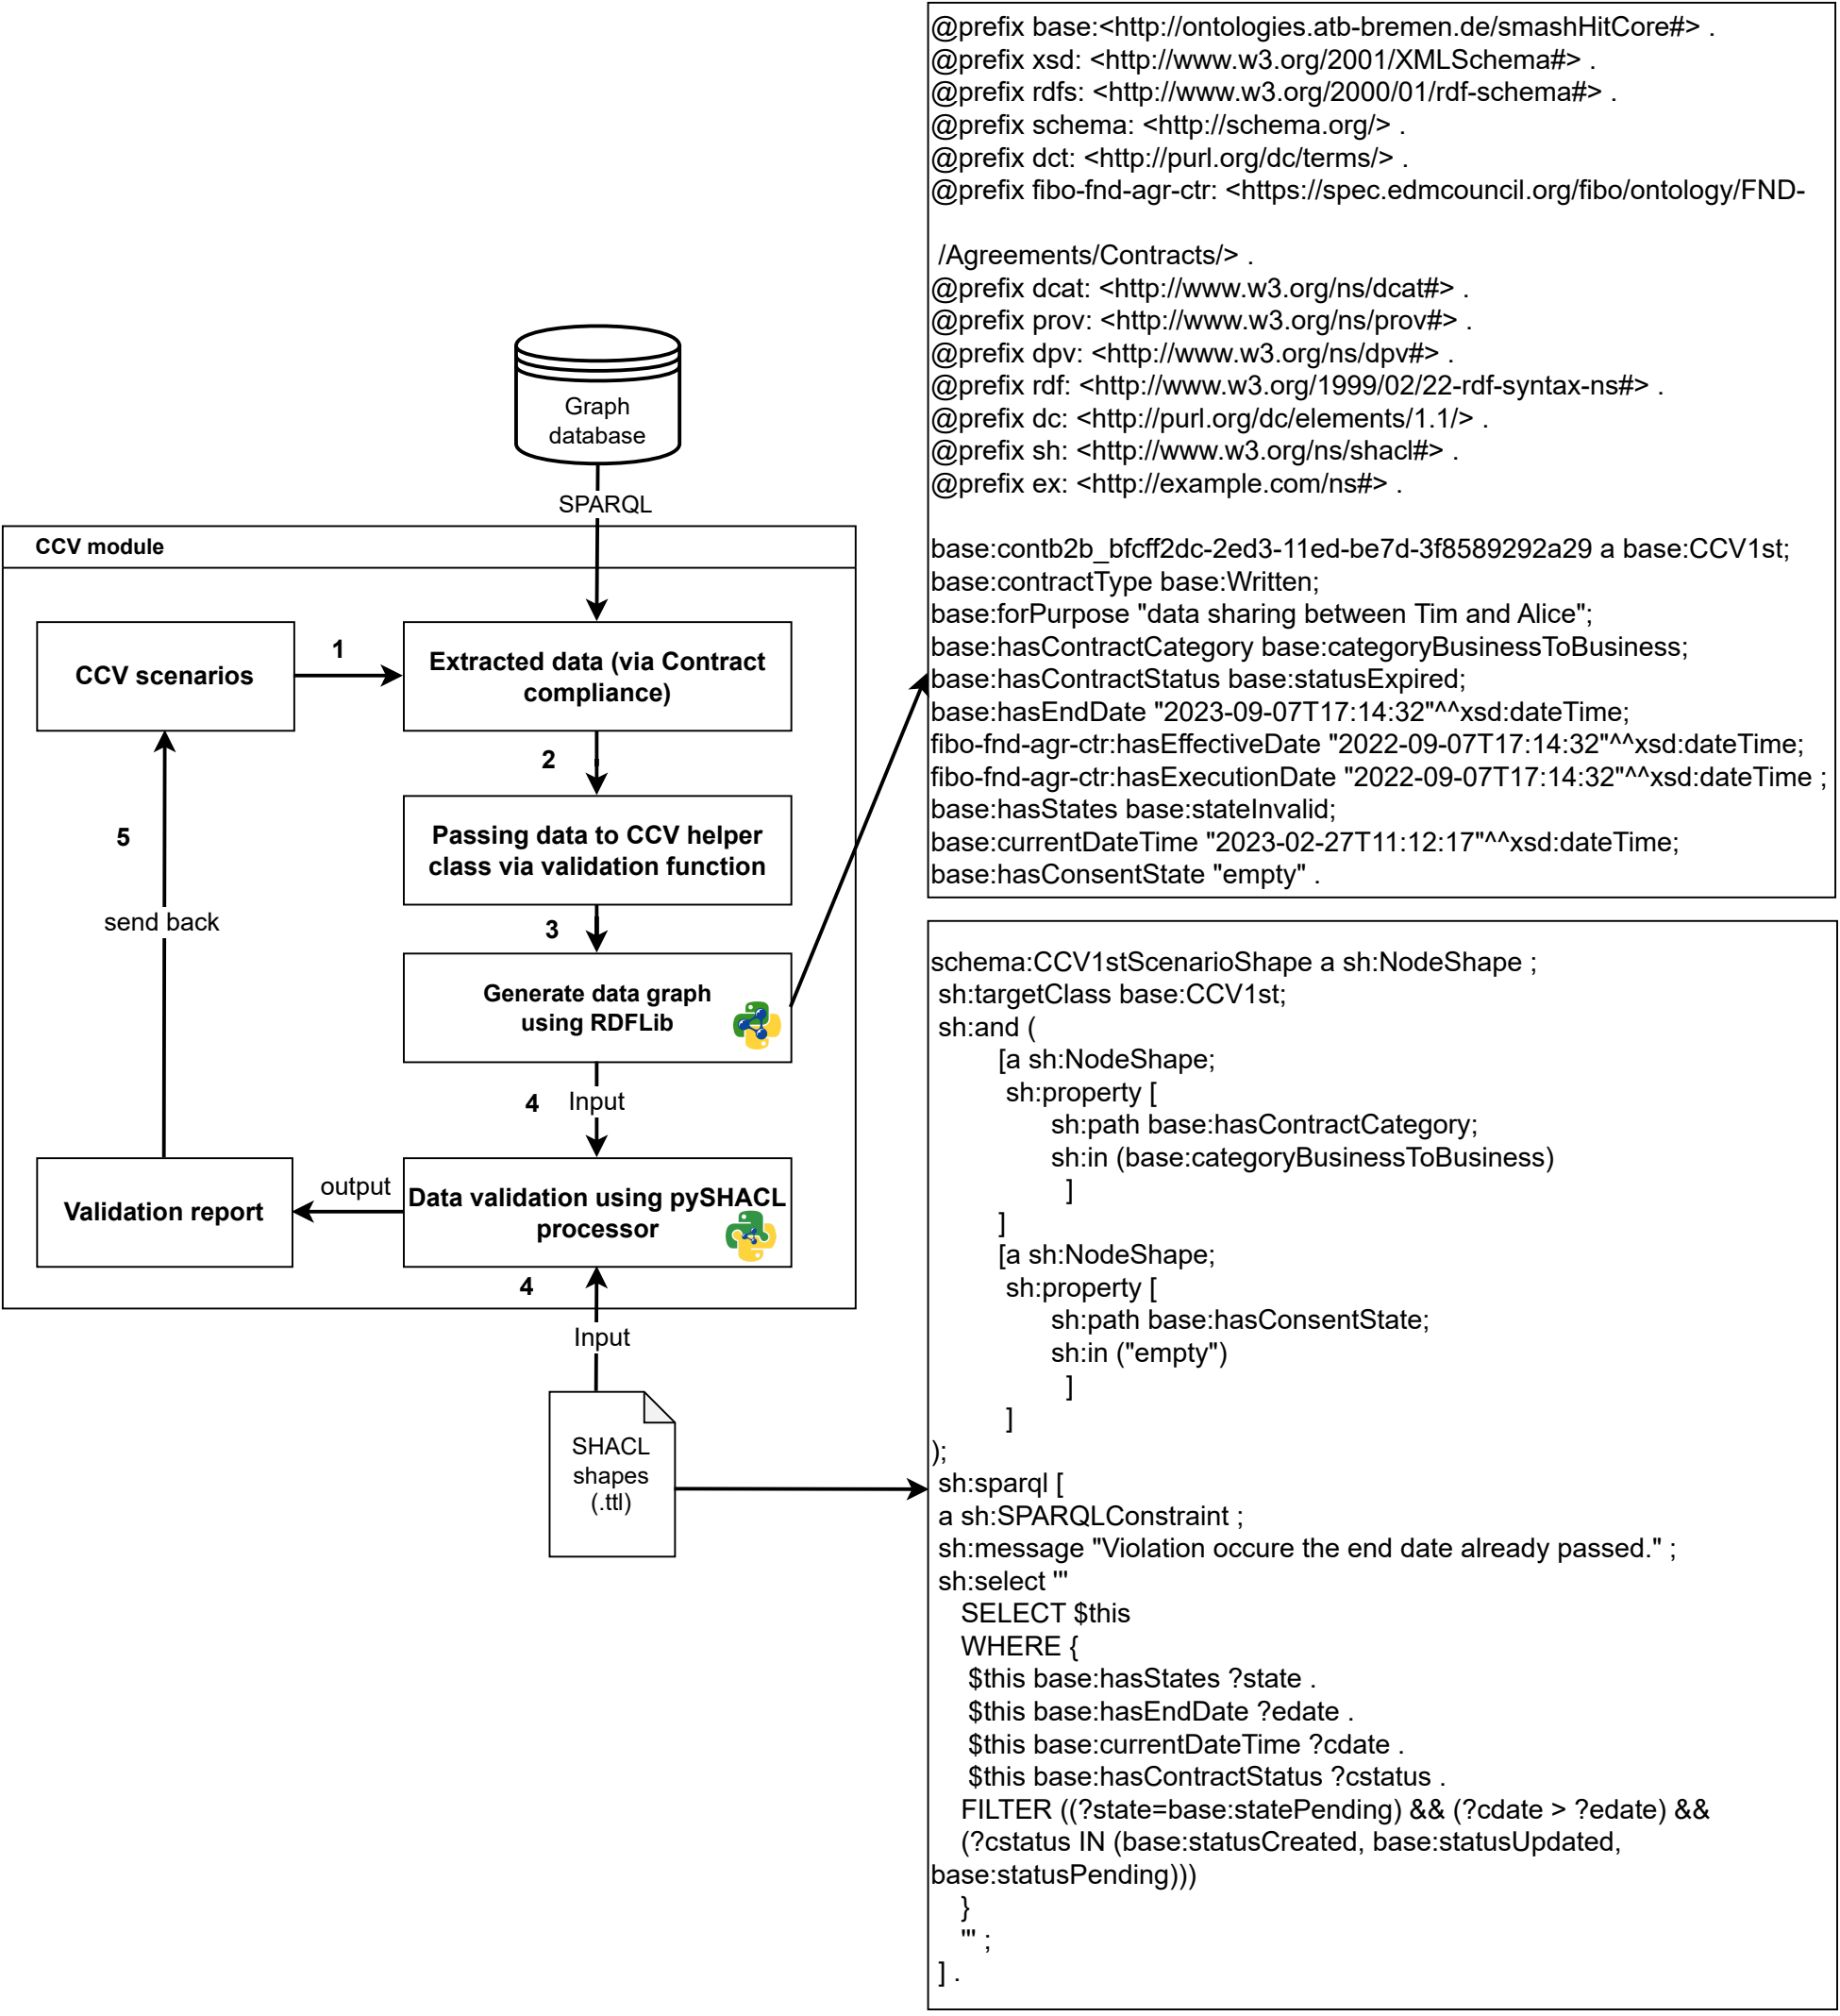 Graph
database
SPARQL
CCV module
CCV scenarios
1
Extracted data (via Contract
compliance)
2
Passing data to CCV helper
class via validation function
5
send back
3
Generate data graph
using RDFLib
4
Input
Validation report
output
Data validation using pySHACL
processor
4
Input
SHACL
shapes
(.ttl)
@prefix base:<http://ontologies.atb-bremen.de/smashHitCore#> .
@prefix xsd: <http://www.w3.org/2001/XMLSchema#> .
@prefix rdfs: <http://www.w3.org/2000/01/rdf-schema#> .
@prefix schema: <http://schema.org/> .
@prefix dct: <http://purl.org/dc/terms/> .
@prefix fibo-fnd-agr-ctr: <https://spec.edmcouncil.org/fibo/ontology/FND-
/Agreements/Contracts/> .
@prefix dcat: <http://www.w3.org/ns/dcat#> .
@prefix prov: <http://www.w3.org/ns/prov#> .
@prefix dpv: <http://www.w3.org/ns/dpv#> .
@prefix rdf: <http://www.w3.org/1999/02/22-rdf-syntax-ns#> .
@prefix dc: <http://purl.org/dc/elements/1.1/> .
@prefix sh: <http://www.w3.org/ns/shacl#> .
@prefix ex: <http://example.com/ns#> .
base:contb2b_bfcff2dc-2ed3-11ed-be7d-3f8589292a29 a base:CCV1st;
base:contractType base:Written;
base:forPurpose "data sharing between Tim and Alice";
base:hasContractCategory base:categoryBusinessToBusiness;
base:hasContractStatus base:statusExpired;
base:hasEndDate "2023-09-07T17:14:32"^^xsd:dateTime;
fibo-fnd-agr-ctr:hasEffectiveDate "2022-09-07T17:14:32"^^xsd:dateTime;
fibo-fnd-agr-ctr:hasExecutionDate "2022-09-07T17:14:32"^^xsd:dateTime ;
base:hasStates base:stateInvalid;
base:currentDateTime "2023-02-27T11:12:17"^^xsd:dateTime;
base:hasConsentState "empty" .
schema:CCV1stScenarioShape a sh:NodeShape ;
sh:targetClass base:CCV1st;
sh:and (
[a sh:NodeShape;
sh:property [
sh:path base:hasContractCategory;
sh:in (base:categoryBusinessToBusiness)
]
]
[a sh:NodeShape;
sh:property [
sh:path base:hasConsentState;
sh:in ("empty")
]
]
);
sh:sparql [
a sh:SPARQLConstraint ;
sh:message "Violation occure the end date already passed." ;
sh:select '''
SELECT $this
WHERE {
$this base:hasStates ?state .
$this base:hasEndDate ?edate .
$this base:currentDateTime ?cdate .
$this base:hasContractStatus ?cstatus .
FILTER ((?state=base:statePending) && (?cdate > ?edate) &&
(?cstatus IN (base:statusCreated, base:statusUpdated,
base:statusPending)))
}
''' ;
] .